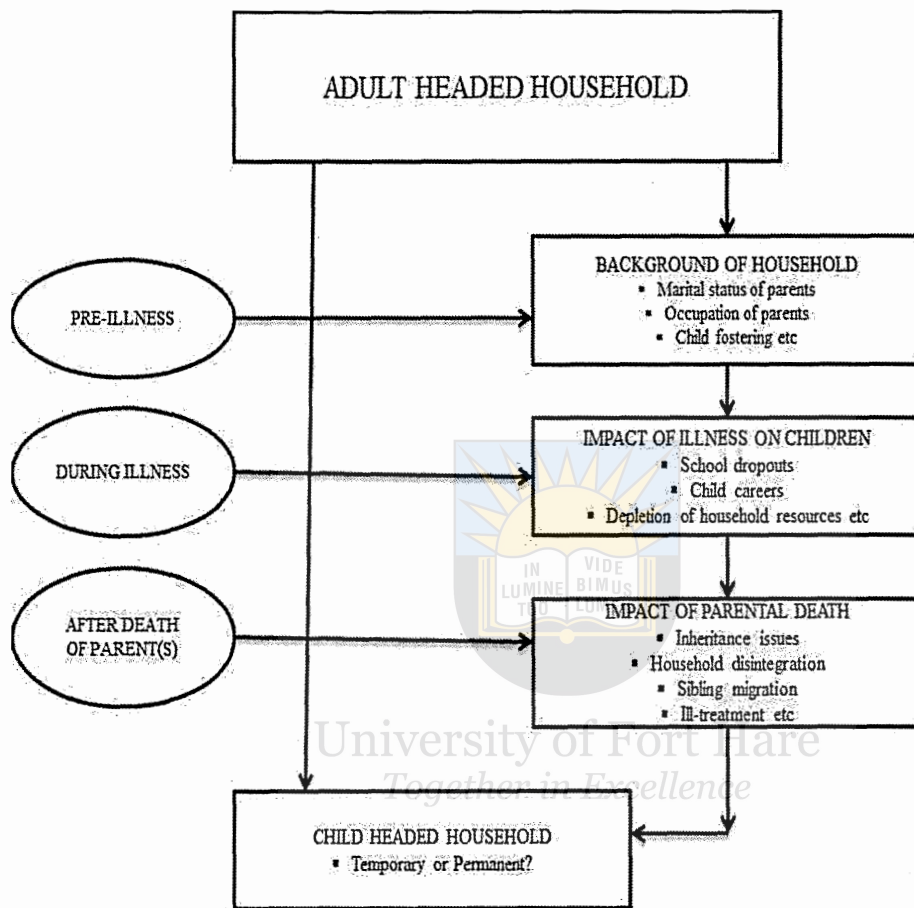 ADULT HEADED HOUSEHOLD
PRE-ILLNESS
BACKGROUND OF HOUSEHOLD
▪ Marital status of parents
▪ Occupation of parents
▪ Child fostering etc
DURING ILLNESS
IMPACT OF ILLNESS ON CHILDREN
▪ School dropouts
▪ Child careers
▪ Depletion of household resources etc
IN
LUMINE
TUO
VIDE
BIMUS
LUMEN
AFTER DEATH
OF PARENT(S)
IMPACT OF PARENTAL DEATH
▪ Inheritance issues
▪ Household disintegration
▪ Sibling migration
▪ Ill-treatment etc
University of Fort Hare
Together in Excellence
CHILD HEADED HOUSEHOLD
▪ Temporary or Permanent?